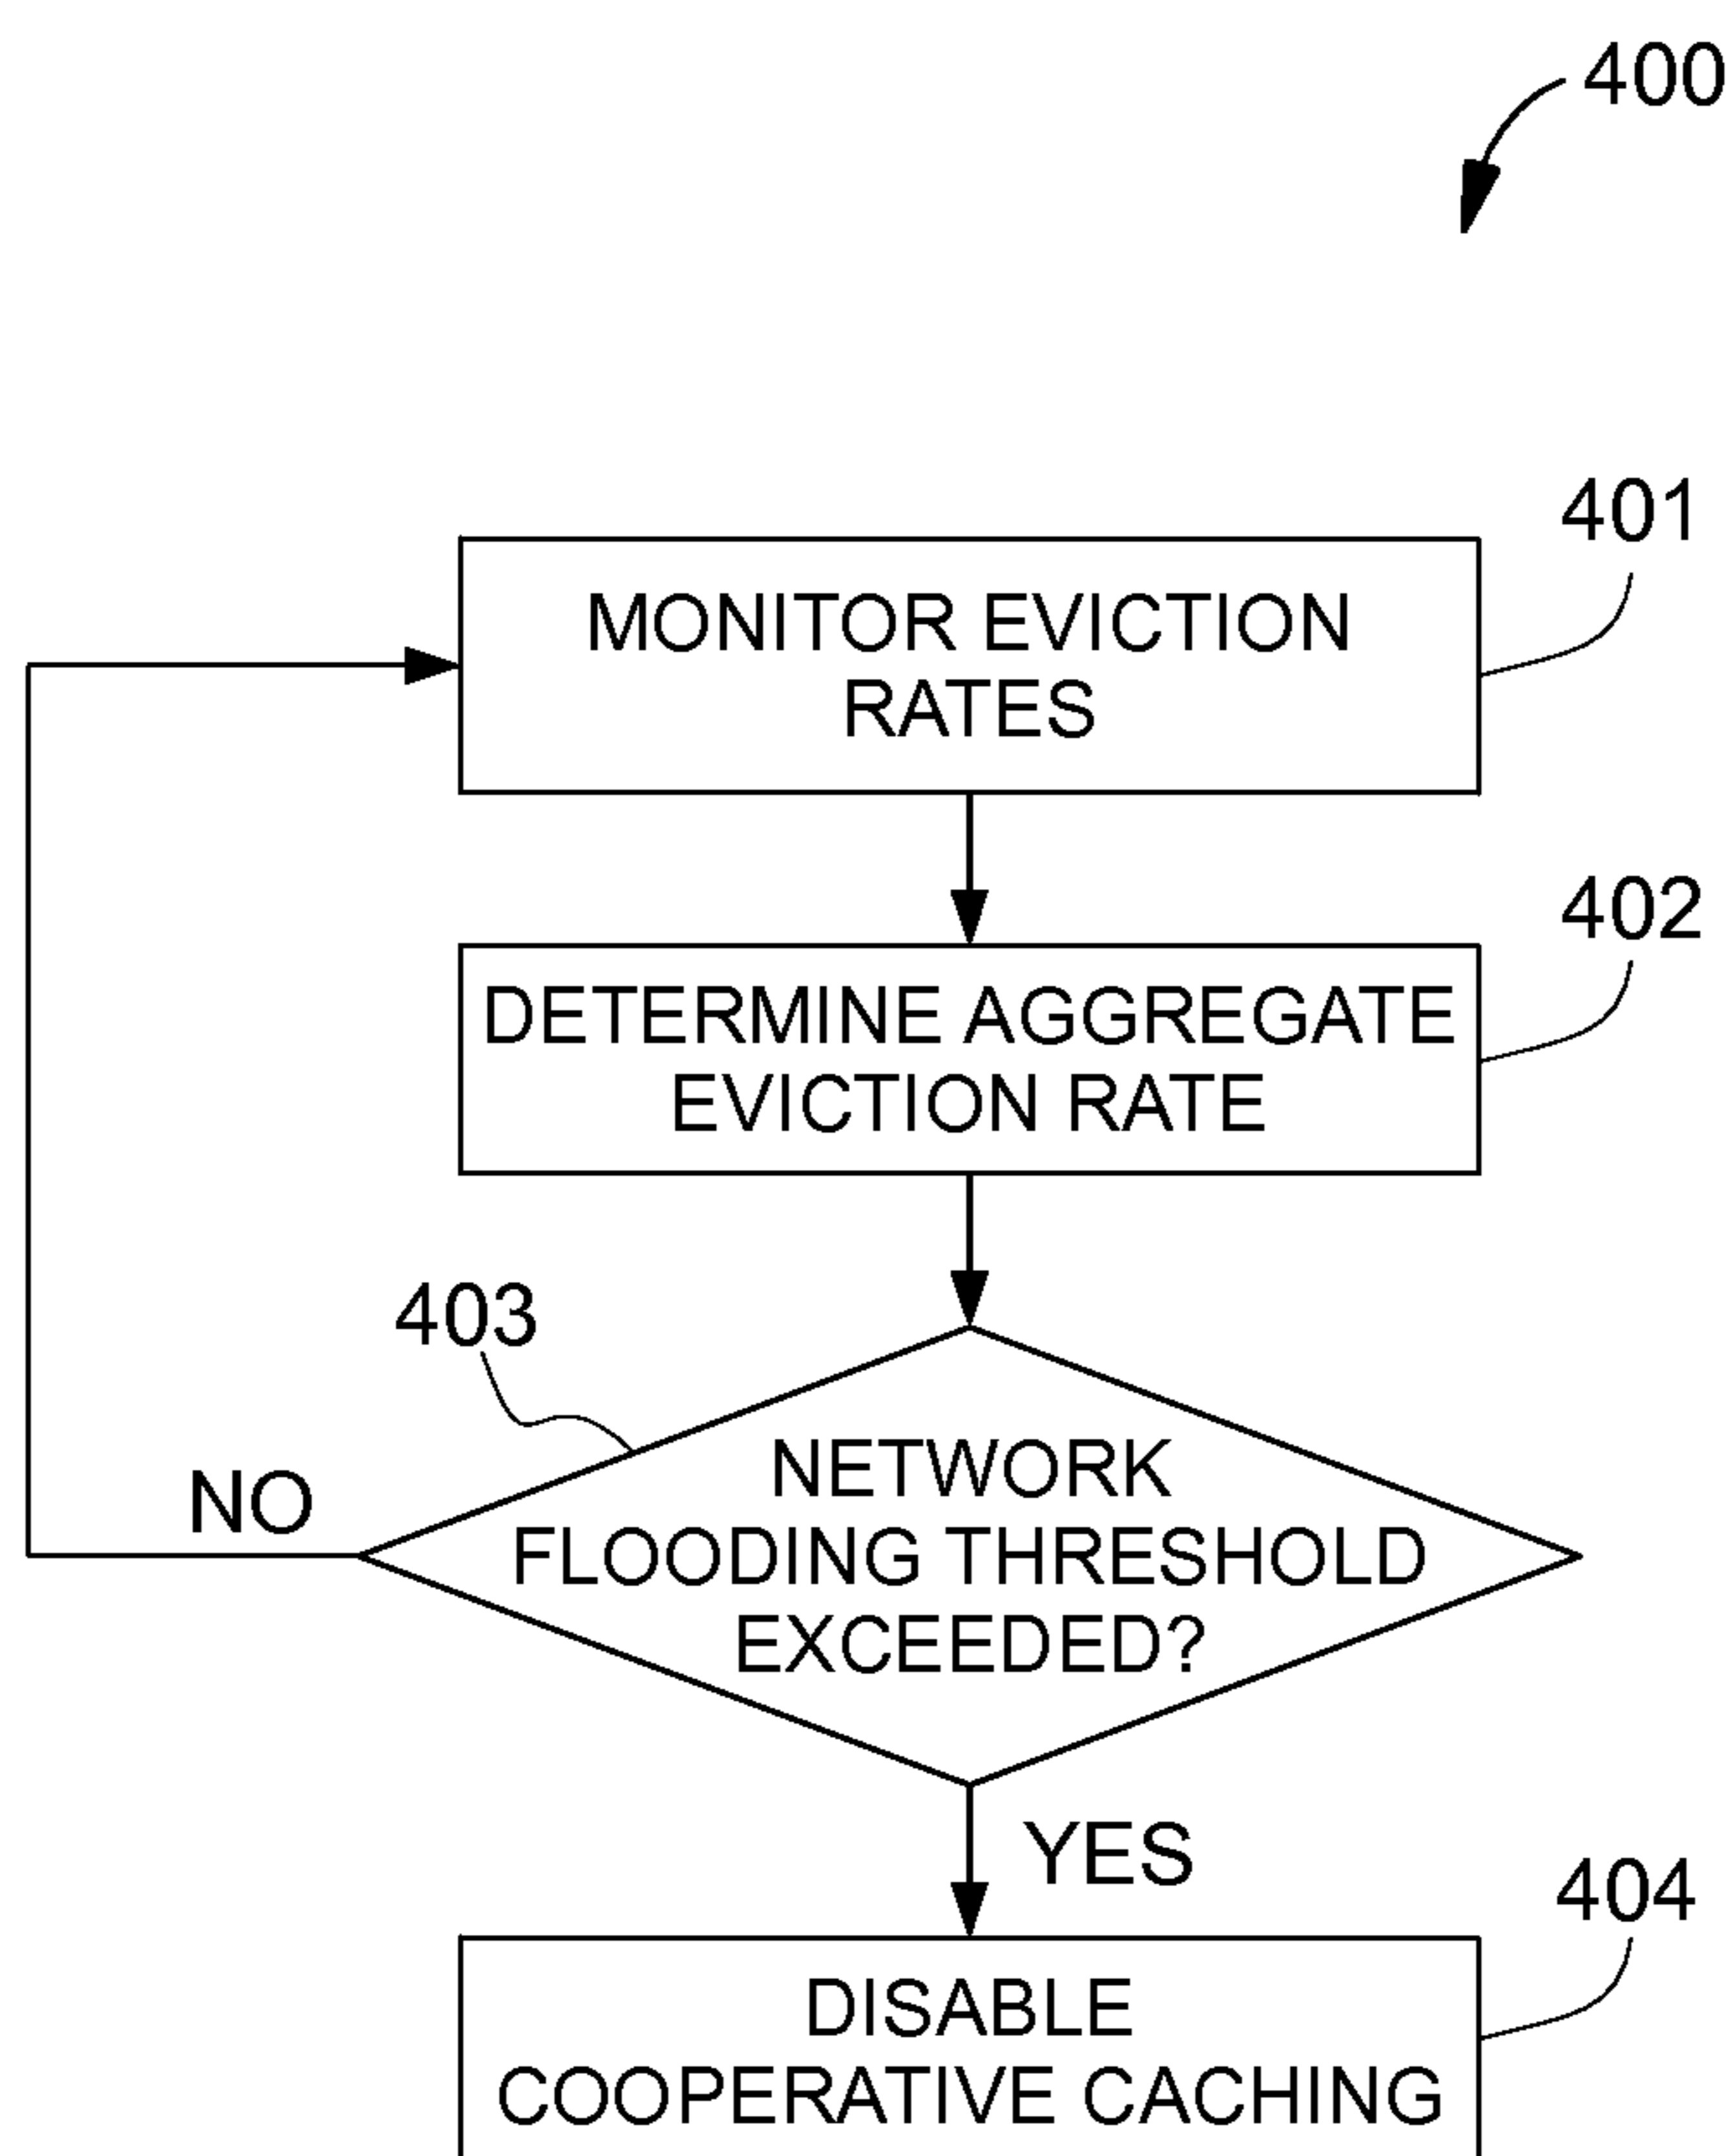 400
401
MONITOR EVICTION
RATES
402
DETERMINE AGGREGATE
EVICTION RATE
403
NETWORK
FLOODING THRESHOLD
EXCEEDED?
NO
YES
404
DISABLE
COOPERATIVE CACHING